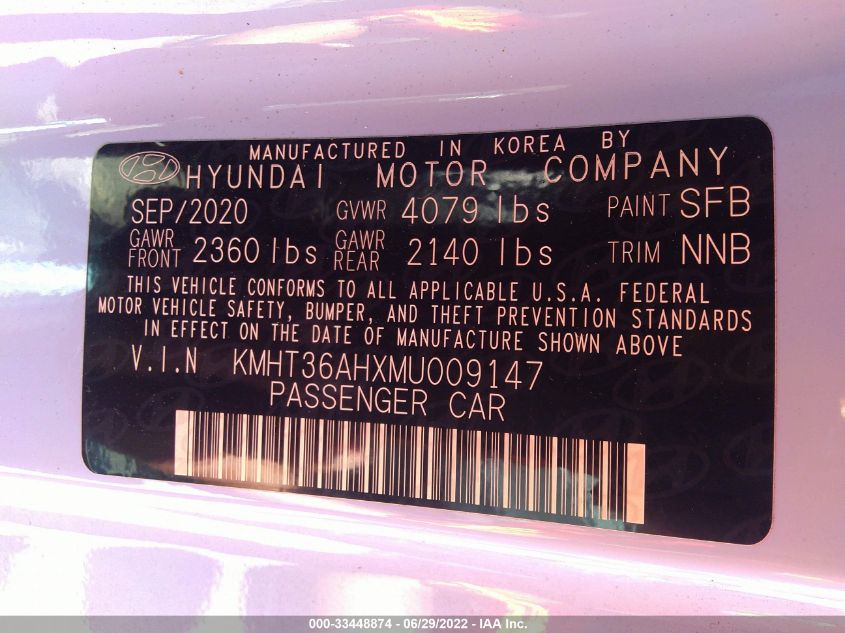 MANUFACTURED IN KOREA BY
HYUNDAI MOTOR COMPANY
SEP/2020 GVWR 4079 lbs PAINT SFB
GAWR FRONT 2360 lbs GAWR REAR 2140 lbs TRIM NNB
THIS VEHICLE CONFORMS TO ALL APPLICABLE U.S.A. FEDERAL
MOTOR VEHICLE SAFETY, BUMPER, AND THEFT PREVENTION STANDARDS
IN EFFECT ON THE DATE OF MANUFACTURE SHOWN ABOVE
V.I.N KMHT36AHXMU009147
PASSENGER CAR
000-33448874 - 06/29/2022 - IAA Inc.